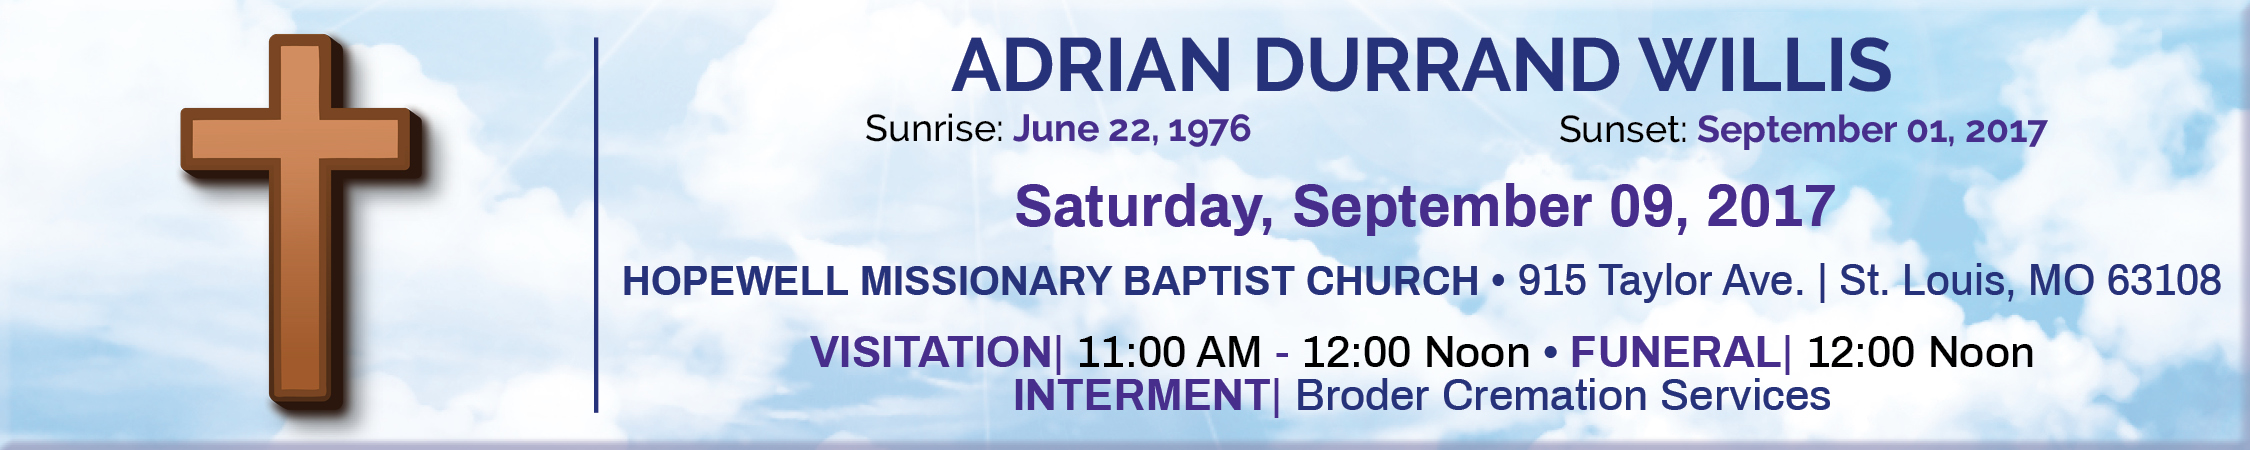 ADRIAN DURRAND WILLIS
Sunrise: June 22, 1976 Sunset: September 01, 2017
Saturday, September 09, 2017
HOPEWELL MISSIONARY BAPTIST CHURCH • 915 Taylor Ave. | St. Louis, MO 63108
VISITATION| 11:00 AM - 12:00 Noon • FUNERAL| 12:00 Noon
INTERMENT| Broder Cremation Services